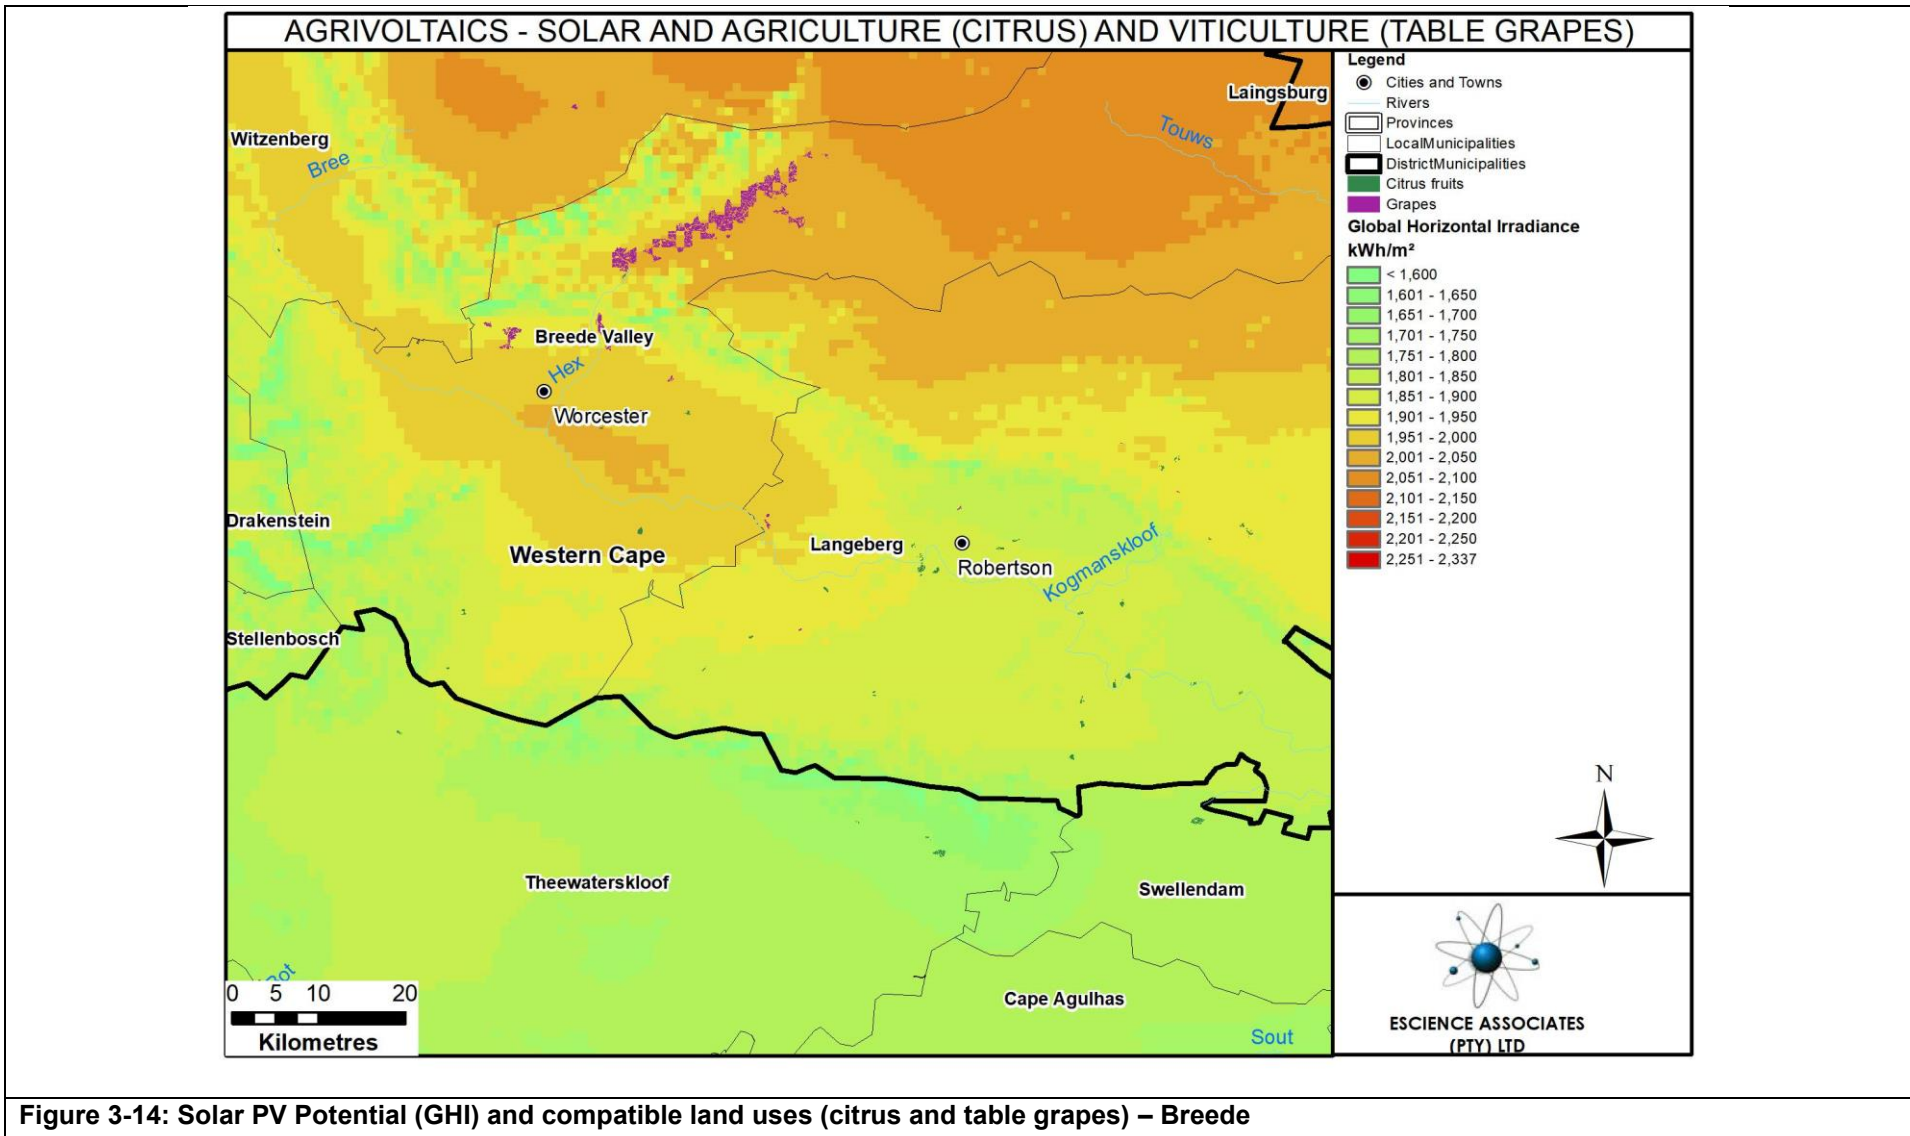 AGRIVOLTAICS - SOLAR AND AGRICULTURE (CITRUS) AND VITICULTURE (TABLE GRAPES)
Laingsburg
Touws
Witzenberg
Bree
Breede Valley
Hex
Worcester
Drakenstein
Western Cape
Langeberg
Robertson
Kogmanskloof
Stellenbosch
Theewaterskloof
Swellendam
Cape Agulhas
Sout
0 5 10 20
Kilometres
Legend
Cities and Towns
Rivers
Provinces
LocalMunicipalities
DistrictMunicipalities
Citrus fruits
Grapes
Global Horizontal Irradiance
kWh/m²
< 1,600
1,601 - 1,650
1,651 - 1,700
1,701 - 1,750
1,751 - 1,800
1,801 - 1,850
1,851 - 1,900
1,901 - 1,950
1,951 - 2,000
2,001 - 2,050
2,051 - 2,100
2,101 - 2,150
2,151 - 2,200
2,201 - 2,250
2,251 - 2,337
N
ESCIENCE ASSOCIATES
(PTY) LTD
Figure 3-14: Solar PV Potential (GHI) and compatible land uses (citrus and table grapes) – Breede